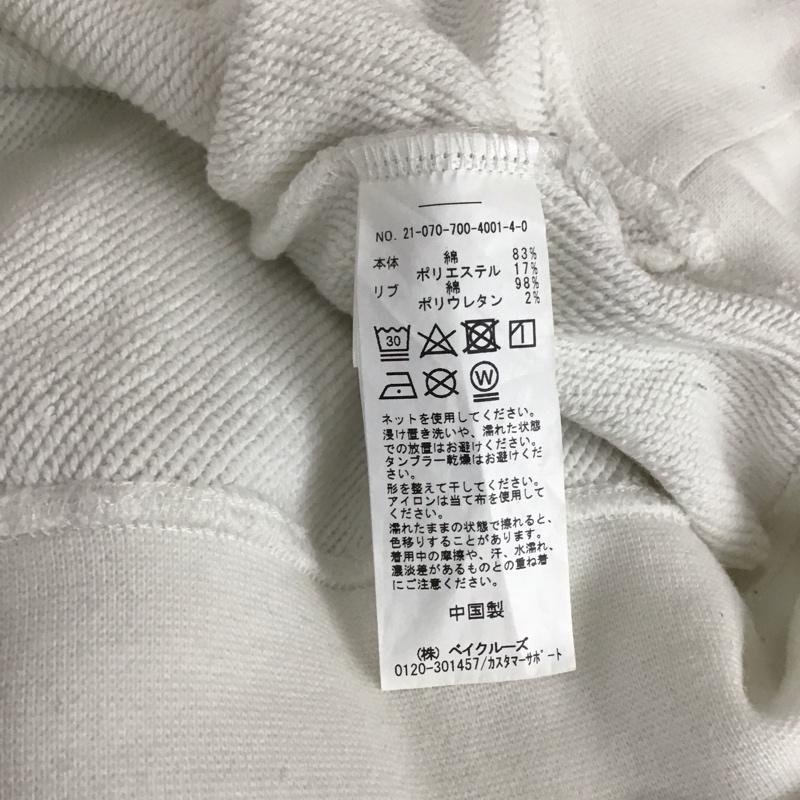 NO. 21-070-700-4001-4-0
本体 綿 83%
ポリエステル 17%
リブ 綿 98%
ポリウレタン 2%
30
W
ネットを使用してください。
浸け置き洗いや、濡れた状態
での放置はお避けください。
タンブラー乾燥はお避けくだ
さい。
形を整えて干してください。
アイロンは当て布を使用して
ください。
濡れたままの状態で擦れると、
色移りすることがあります。
着用中の摩擦や、汗、水濡れ、
濃淡差があるものとの重ね着
にご注意ください。
中国製
(株) ベイクルーズ
0120-301457/カスタマーサポート